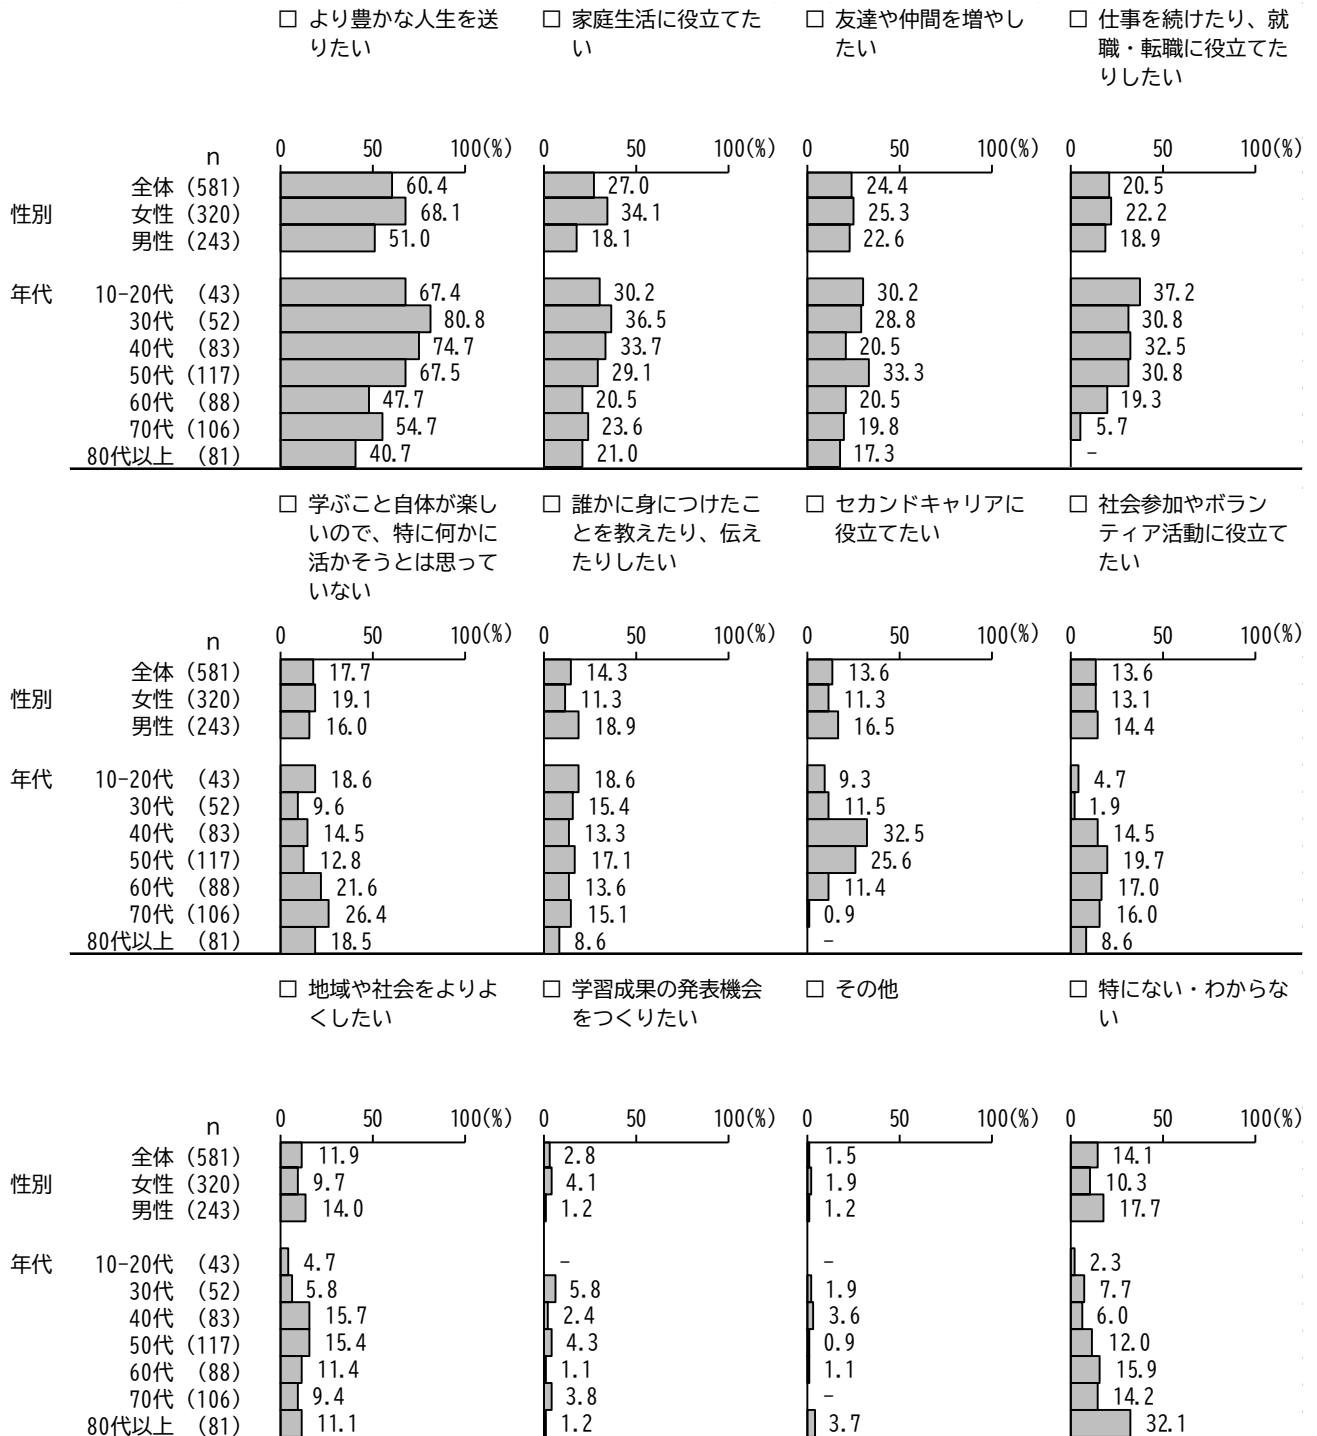 □ より豊かな人生を送 □ 家庭生活に役立てた □ 友達や仲間を増やし □ 仕事を続けたり、就
りたい い たい 職・転職に役立てた
りしたい
n 0 50 100(%) 0 50 100(%) 0 50 100(%) 0 50 100(%)
全体 (581) 60.4 27.0 24.4 20.5
性別 女性 (320) 68.1 34.1 25.3 22.2
男性 (243) 51.0 18.1 22.6 18.9
年代 10-20代 (43) 67.4 30.2 30.2 37.2
30代 (52) 80.8 36.5 28.8 30.8
40代 (83) 74.7 33.7 20.5 32.5
50代 (117) 67.5 29.1 33.3 30.8
60代 (88) 47.7 20.5 20.5 19.3
70代 (106) 54.7 23.6 19.8 5.7
80代以上 (81) 40.7 21.0 17.3 -
□ 学ぶこと自体が楽し □ 誰かに身につけたこ □ セカンドキャリアに □ 社会参加やボラン
いので、特に何かに とを教えたり、伝え 役立てたい ティア活動に役立て
活かそうとは思って たりしたい たい
いない
n 0 50 100(%) 0 50 100(%) 0 50 100(%) 0 50 100(%)
全体 (581) 17.7 14.3 13.6 13.6
性別 女性 (320) 19.1 11.3 11.3 13.1
男性 (243) 16.0 18.9 16.5 14.4
年代 10-20代 (43) 18.6 18.6 9.3 4.7
30代 (52) 9.6 15.4 11.5 1.9
40代 (83) 14.5 13.3 32.5 14.5
50代 (117) 12.8 17.1 25.6 19.7
60代 (88) 21.6 13.6 11.4 17.0
70代 (106) 26.4 15.1 0.9 16.0
80代以上 (81) 18.5 8.6 - 8.6
□ 地域や社会をよりよ □ 学習成果の発表機会 □ その他 □ 特にない・わからな
くしたい をつくりたい い
n 0 50 100(%) 0 50 100(%) 0 50 100(%) 0 50 100(%)
全体 (581) 11.9 2.8 1.5 14.1
性別 女性 (320) 9.7 4.1 1.9 10.3
男性 (243) 14.0 1.2 1.2 17.7
年代 10-20代 (43) 4.7 - - 2.3
30代 (52) 5.8 5.8 1.9 7.7
40代 (83) 15.7 2.4 3.6 6.0
50代 (117) 15.4 4.3 0.9 12.0
60代 (88) 11.4 1.1 1.1 15.9
70代 (106) 9.4 3.8 - 14.2
80代以上 (81) 11.1 1.2 3.7 32.1